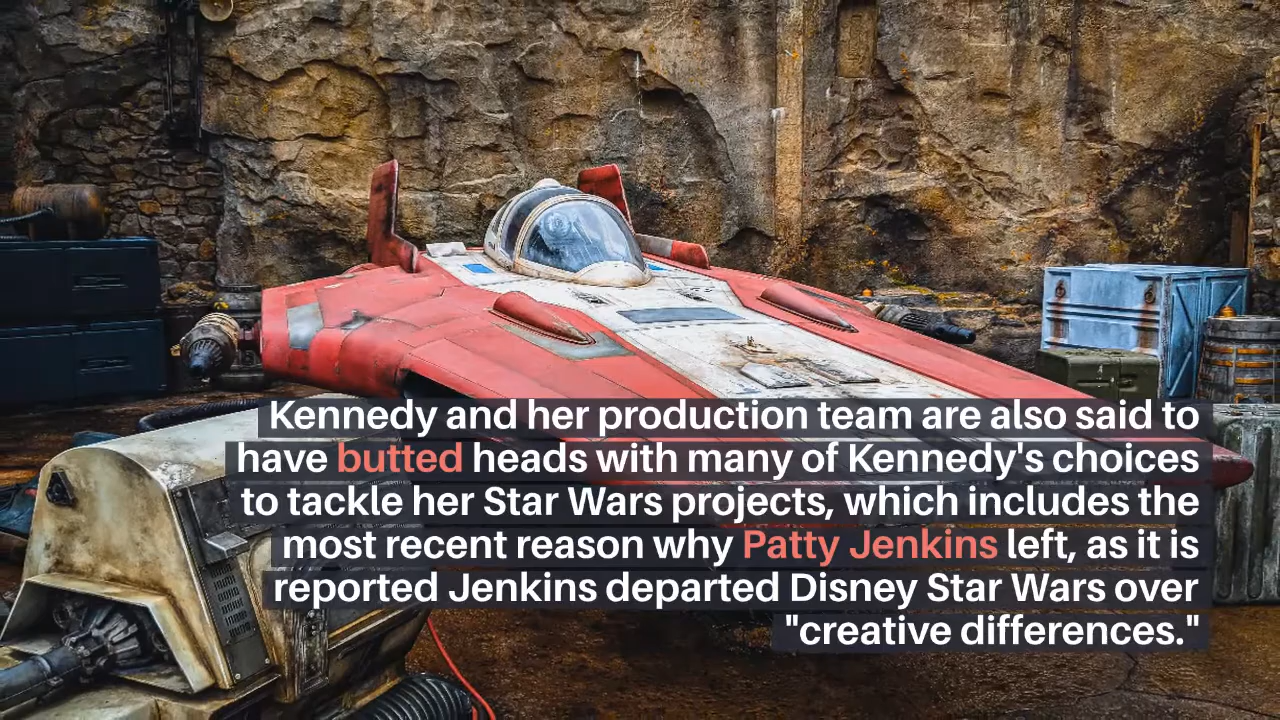 Kennedy and her production team are also said to
have butted heads with many of Kennedy's choices
to tackle her Star Wars projects, which includes the
most recent reason why Patty Jenkins left, as it is
reported Jenkins departed Disney Star Wars over
"creative differences."